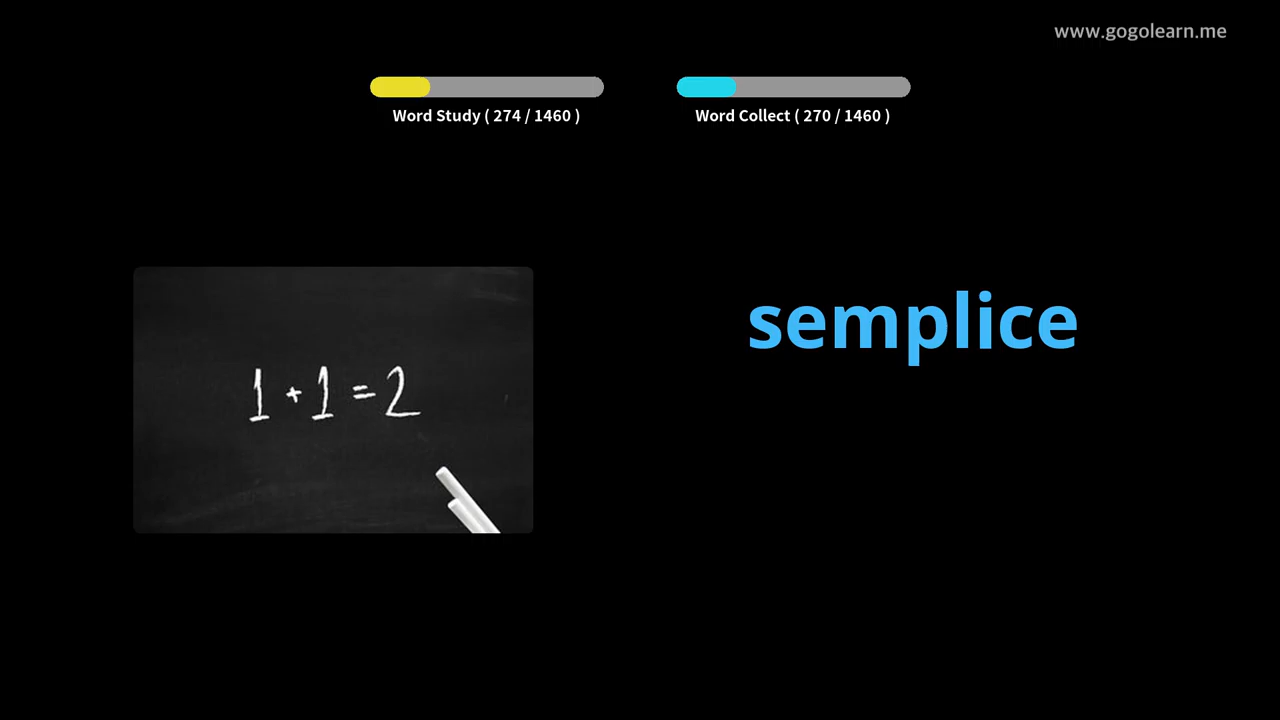 www.gogolearn.me
Word Study ( 274 / 1460 )
Word Collect ( 270 / 1460 )
semplice
1 + 1 = 2